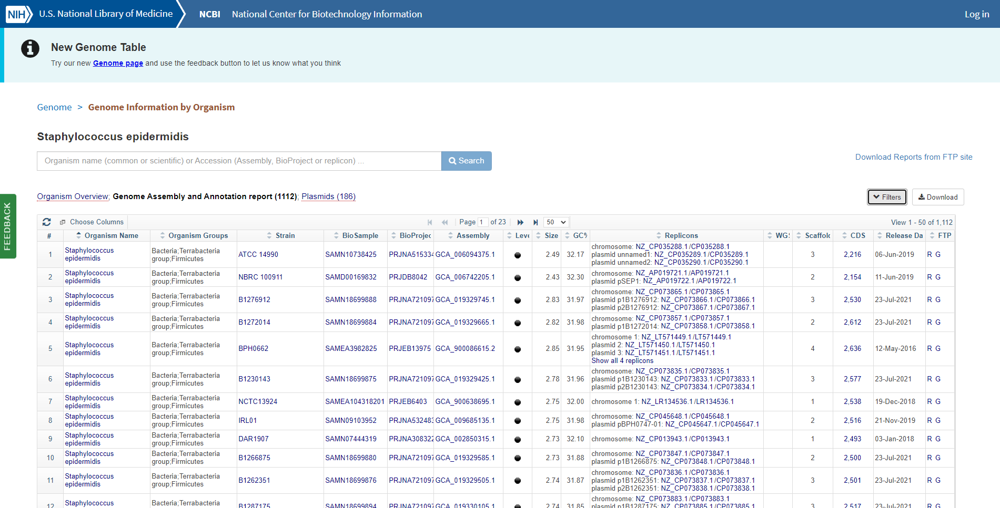 NIH U.S. National Library of Medicine NCBI National Center for Biotechnology Information Log in
New Genome Table
Try our new Genome page and use the feedback button to let us know what you think
Genome > Genome Information by Organism
Staphylococcus epidermidis
Organism name (common or scientific) or Accession (Assembly, BioProject or replicon) ... Search
Download Reports from FTP site
Organism Overview; Genome Assembly and Annotation report (1112); Plasmids (186)
Filters Download
FEEDBACK
Choose Columns Page 1 of 23 50 View 1 - 50 of 1,112
# Organism Name Organism Groups Strain BioSample BioProjec Assembly Leve Size GC% Replicons WGS Scaffolds CDS Release Da FTP
1 Staphylococcus epidermidis Bacteria;Terrabacteria group;Firmicutes ATCC 14990 SAMN10738425 PRJNA515334 GCA_006094375.1 2.49 32.17 chromosome: NZ_CP035288.1/CP035288.1 3 2,216 06-Jun-2019 R G
plasmid unnamed1: NZ_CP035289.1/CP035289.1
plasmid unnamed2: NZ_CP035290.1/CP035290.1
2 Staphylococcus epidermidis Bacteria;Terrabacteria group;Firmicutes NBRC 100911 SAMD00169832 PRJDB8042 GCA_006742205.1 2.43 32.30 chromosome: NZ_AP019721.1/AP019721.1 2 2,154 11-Jun-2019 R G
plasmid pSEP1: NZ_AP019722.1/AP019722.1
3 Staphylococcus epidermidis Bacteria;Terrabacteria group;Firmicutes B1276912 SAMN18699888 PRJNA721097 GCA_019329745.1 2.83 31.97 chromosome: NZ_CP073865.1/CP073865.1 3 2,530 23-Jul-2021 R G
plasmid p1B1276912: NZ_CP073866.1/CP073866.1
plasmid p2B1276912: NZ_CP073867.1/CP073867.1
4 Staphylococcus epidermidis Bacteria;Terrabacteria group;Firmicutes B1272014 SAMN18699884 PRJNA721097 GCA_019329665.1 2.82 31.98 chromosome: NZ_CP073857.1/CP073857.1 2 2,612 23-Jul-2021 R G
plasmid p1B1272014: NZ_CP073858.1/CP073858.1
5 Staphylococcus epidermidis Bacteria;Terrabacteria group;Firmicutes BPH0662 SAMEA3982825 PRJEB13975 GCA_900086615.2 2.85 31.95 chromosome 1: NZ_LT571449.1/LT571449.1 4 2,636 12-May-2016 R G
plasmid 2: NZ_LT571450.1/LT571450.1
plasmid 3: NZ_LT571451.1/LT571451.1
Show all 4 replicons
6 Staphylococcus epidermidis Bacteria;Terrabacteria group;Firmicutes B1230143 SAMN18699875 PRJNA721097 GCA_019329425.1 2.78 31.96 chromosome: NZ_CP073835.1/CP073835.1 3 2,577 23-Jul-2021 R G
plasmid p1B1230143: NZ_CP073833.1/CP073833.1
plasmid p2B1230143: NZ_CP073834.1/CP073834.1
7 Staphylococcus epidermidis Bacteria;Terrabacteria group;Firmicutes NCTC13924 SAMEA104318201 PRJEB6403 GCA_900638695.1 2.75 32.00 chromosome 1: NZ_LR134536.1/LR134536.1 1 2,538 19-Dec-2018 R G
8 Staphylococcus epidermidis Bacteria;Terrabacteria group;Firmicutes IRL01 SAMN09103952 PRJNA532483 GCA_009685135.1 2.75 31.98 chromosome: NZ_CP045648.1/CP045648.1 2 2,516 21-Nov-2019 R G
plasmid pBPH0747-01: NZ_CP045647.1/CP045647.1
9 Staphylococcus epidermidis Bacteria;Terrabacteria group;Firmicutes DAR1907 SAMN07444319 PRJNA308322 GCA_002850315.1 2.73 32.10 chromosome: NZ_CP013943.1/CP013943.1 1 2,493 03-Jan-2018 R G
10 Staphylococcus epidermidis Bacteria;Terrabacteria group;Firmicutes B1266875 SAMN18699880 PRJNA721097 GCA_019329585.1 2.73 31.88 chromosome: NZ_CP073847.1/CP073847.1 2 2,500 23-Jul-2021 R G
plasmid p1B1266875: NZ_CP073848.1/CP073848.1
11 Staphylococcus epidermidis Bacteria;Terrabacteria group;Firmicutes B1262351 SAMN18699876 PRJNA721097 GCA_019329505.1 2.74 31.87 chromosome: NZ_CP073836.1/CP073836.1 3 2,501 23-Jul-2021 R G
plasmid p1B1262351: NZ_CP073837.1/CP073837.1
plasmid p2B1262351: NZ_CP073838.1/CP073838.1
12 Staphylococcus Bacteria;Terrabacteria B1287175 SAMN18699894 PRJNA721097 GCA_019330105.1 2.74 31.85 chromosome: NZ_CP073883.1/CP073883.1 3 2,517 23-Jul-2021 R G
plasmid p1B1287175: NZ_CP073885.1/CP073885.1